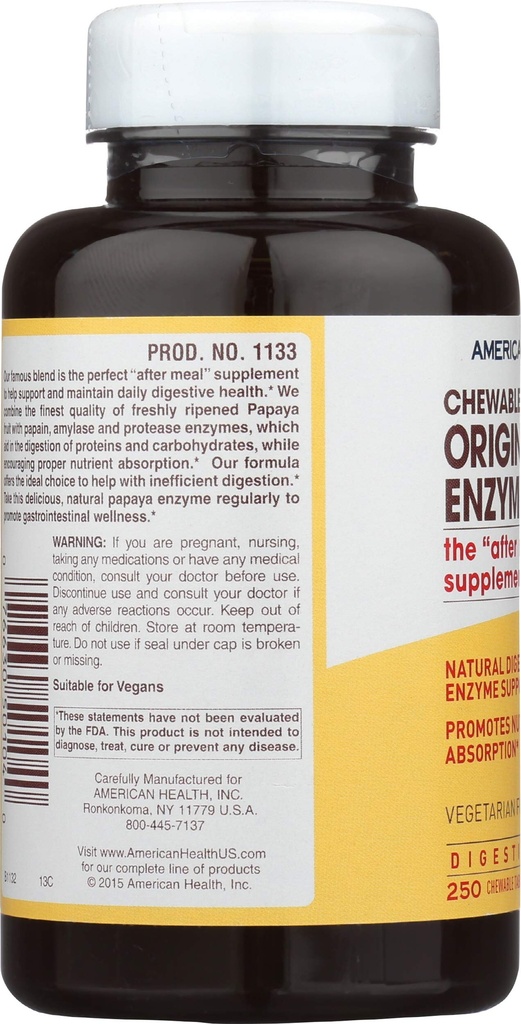 PROD. NO. 1133
Our famous blend is the perfect "after meal" supplement
to help support and maintain daily digestive health.* We
combine the finest quality of freshly ripened Papaya
fruit with papain, amylase and protease enzymes, which
aid in the digestion of proteins and carbohydrates, while
encouraging proper nutrient absorption.* Our formula
offers the ideal choice to help with inefficient digestion.*
Take this delicious, natural papaya enzyme regularly to
promote gastrointestinal wellness.*
WARNING: If you are pregnant, nursing,
taking any medications or have any medical
condition, consult your doctor before use.
Discontinue use and consult your doctor if
any adverse reactions occur. Keep out of
reach of children. Store at room tempera-
ture. Do not use if seal under cap is broken
or missing.
Suitable for Vegans
*These statements have not been evaluated
by the FDA. This product is not intended to
diagnose, treat, cure or prevent any disease.
Carefully Manufactured for
AMERICAN HEALTH, INC.
Ronkonkoma, NY 11779 U.S.A.
800-445-7137
Visit www.AmericanHealthUS.com
for our complete line of products
© 2015 American Health, Inc.
13C
AMERICA
CHEWABLE
ORIGIN
ENZYM
the "after
supplemen
NATURAL DIGE
ENZYME SUPP
PROMOTES NU
ABSORPTION*
VEGETARIAN
DIGESTI
250 CHEWABLE TA